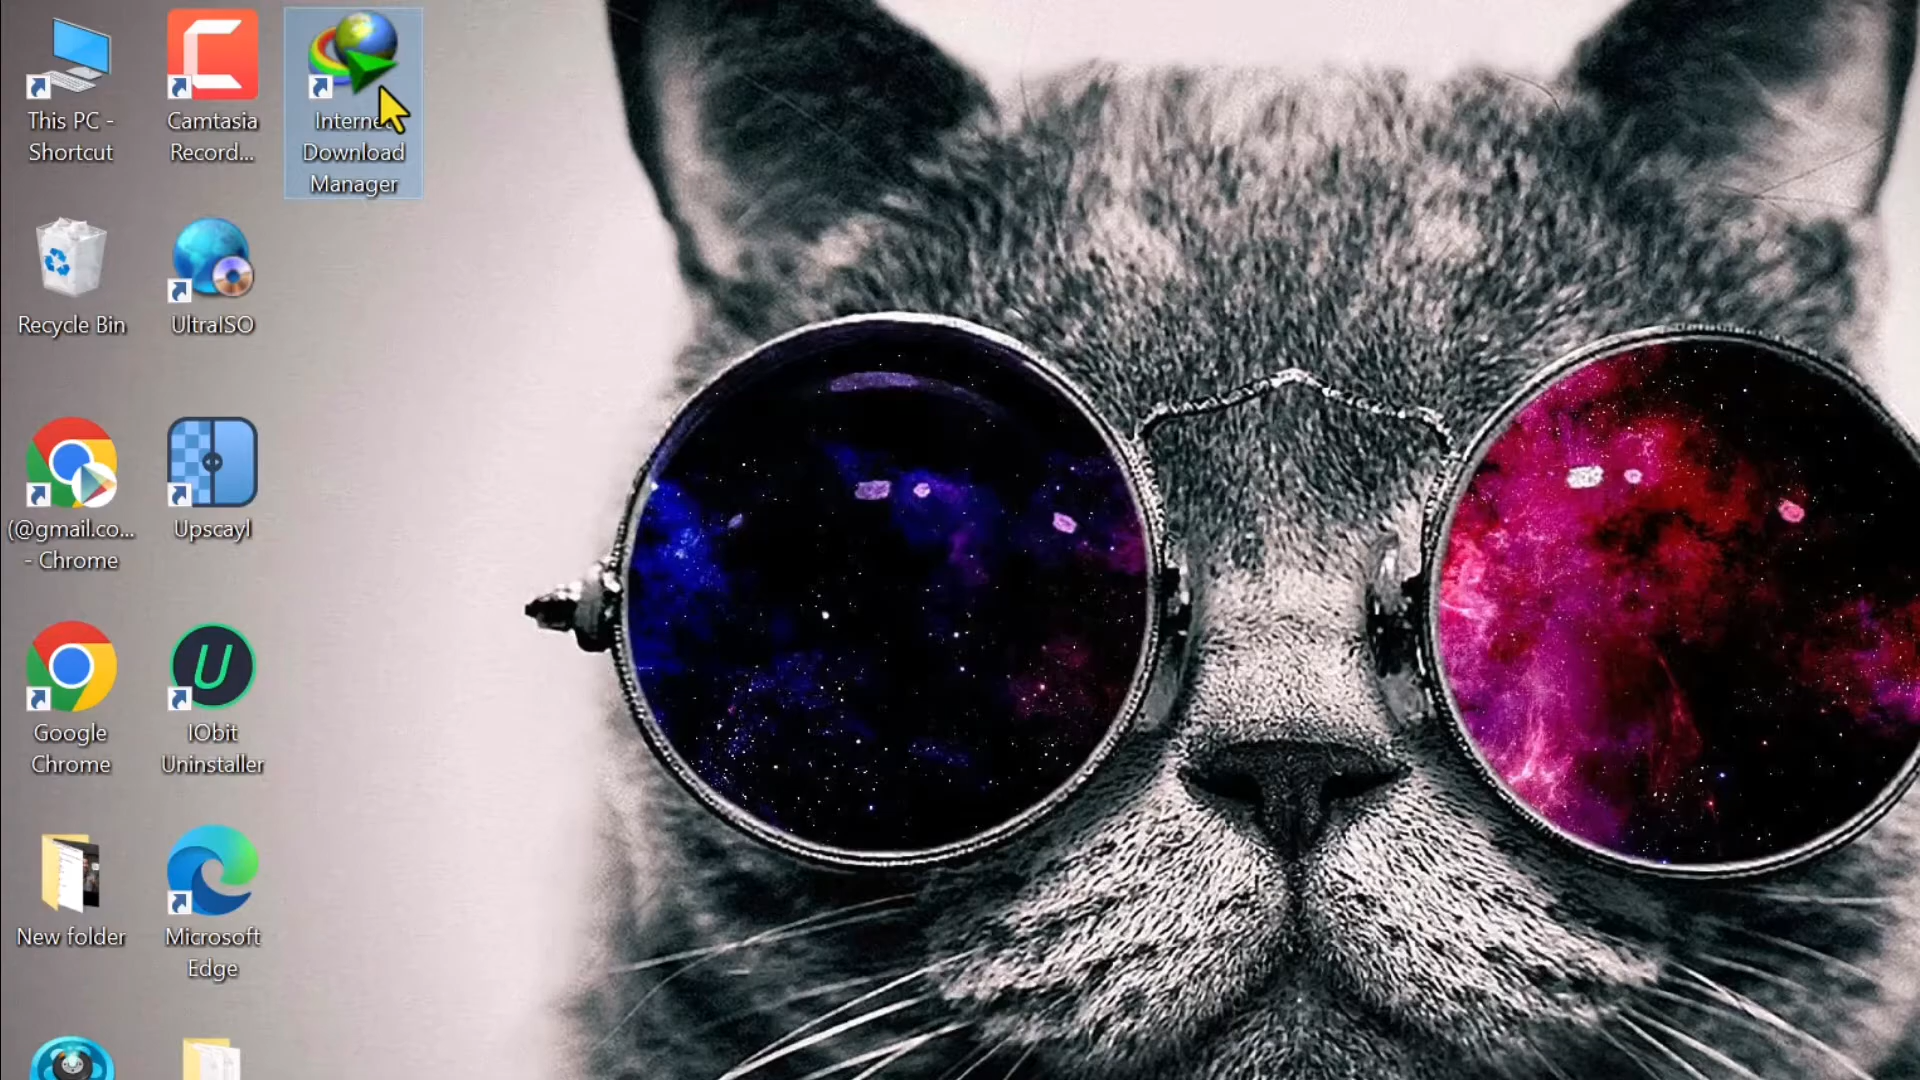 This PC -
Shortcut
Camtasia
Record...
Internet
Download
Manager
Recycle Bin
UltraISO
(@gmail.co...
- Chrome
Upscayl
Google
Chrome
IObit
Uninstaller
New folder
Microsoft
Edge